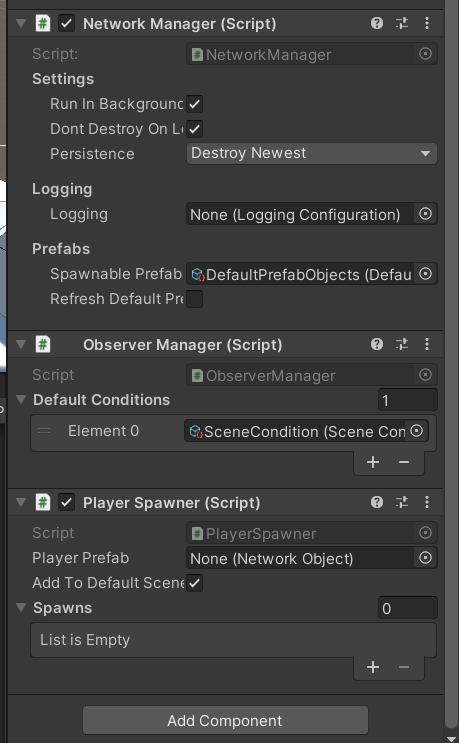 Network Manager (Script)
Script: NetworkManager
Settings
Run In Background
Dont Destroy On L
Persistence Destroy Newest
Logging
Logging None (Logging Configuration)
Prefabs
Spawnable Prefab DefaultPrefabObjects (Defau
Refresh Default Pre
Observer Manager (Script)
Script ObserverManager
Default Conditions 1
Element 0 SceneCondition (Scene Con
Player Spawner (Script)
Script PlayerSpawner
Player Prefab None (Network Object)
Add To Default Scene
Spawns 0
List is Empty
Add Component